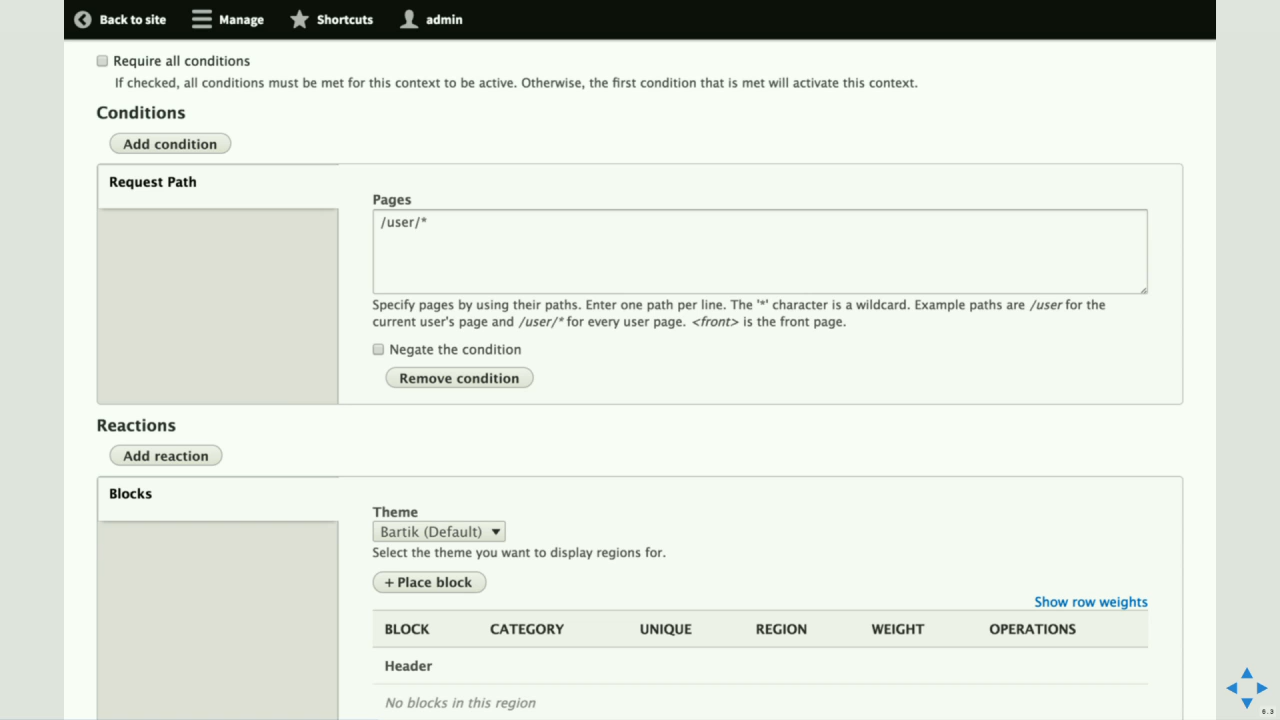 Back to site Manage Shortcuts admin
Require all conditions
If checked, all conditions must be met for this context to be active. Otherwise, the first condition that is met will activate this context.
Conditions
Add condition
Request Path
Pages
/user/*
Specify pages by using their paths. Enter one path per line. The '*' character is a wildcard. Example paths are /user for the
current user's page and /user/* for every user page. <front> is the front page.
Negate the condition
Remove condition
Reactions
Add reaction
Blocks
Theme
Bartik (Default)
Select the theme you want to display regions for.
+ Place block
Show row weights
BLOCK CATEGORY UNIQUE REGION WEIGHT OPERATIONS
Header
No blocks in this region
6.3